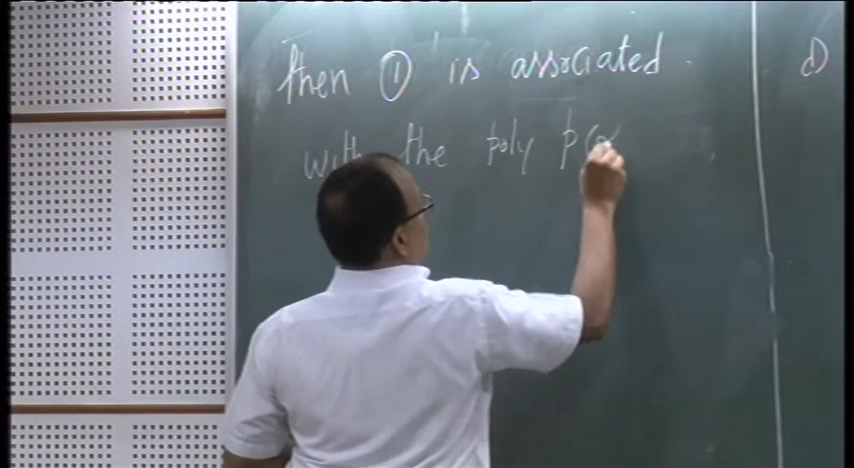 then ① is associated
with the poly p(x
d)